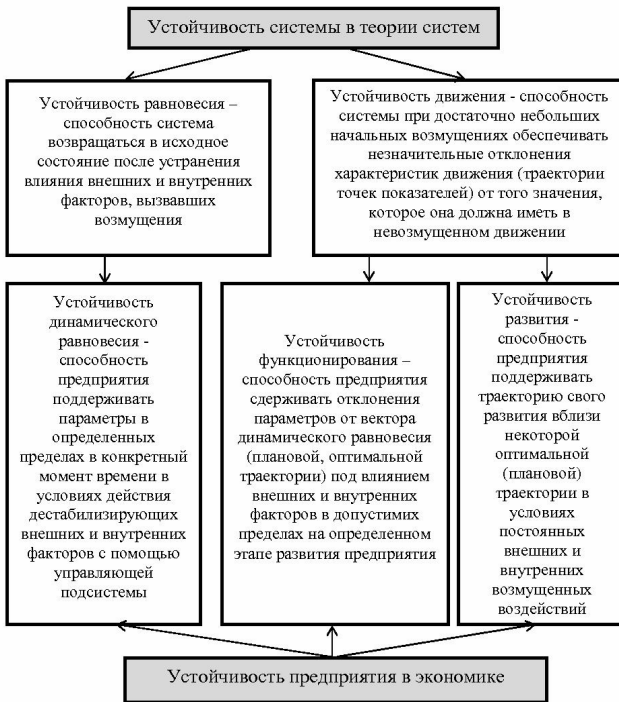 Устойчивость системы в теории систем
Устойчивость равновесия –
способность система
возвращаться в исходное
состояние после устранения
влияния внешних и внутренних
факторов, вызвавших
возмущения
Устойчивость движения - способность
системы при достаточно небольших
начальных возмущениях обеспечивать
незначительные отклонения
характеристик движения (траектории
точек показателей) от того значения,
которое она должна иметь в
невозмущенном движении
Устойчивость
динамического
равновесия -
способность
предприятия
поддерживать
параметры в
определенных
пределах в конкретный
момент времени в
условиях действия
дестабилизирующих
внешних и внутренних
факторов с помощью
управляющей
подсистемы
Устойчивость
функционирования –
способность предприятия
сдерживать отклонения
параметров от вектора
динамического равновесия
(плановой, оптимальной
траектории) под влиянием
внешних и внутренних
факторов в допустимих
пределах на определенном
этапе развития предприятия
Устойчивость
развития -
способность
предприятия
поддерживать
траекторию свого
развития вблизи
некоторой
оптимальной
(плановой)
траектории в
условиях
постоянных
внешних и
внутренних
возмущенных
воздействий
Устойчивость предприятия в экономике